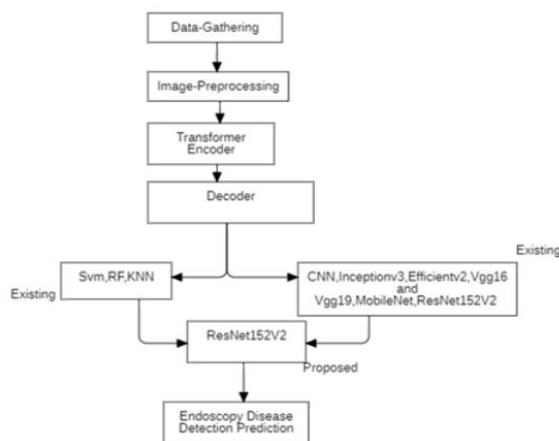 Data-Gathering
Image-Preprocessing
Transformer
Encoder
Decoder
Existing
Svm,RF,KNN
CNN,Inceptionv3,Efficientv2,Vgg16
and
Vgg19,MobileNet,ResNet152V2
Existing
ResNet152V2
Proposed
Endoscopy Disease
Detection Prediction